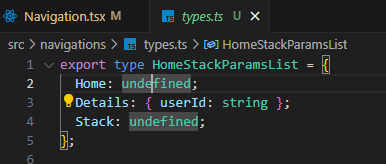 Navigation.tsx M types.ts U
src > navigations > types.ts > HomeStackParamsList
1 export type HomeStackParamsList = {
2 Home: undefined;
3 Details: { userId: string };
4 Stack: undefined;
5 };
6